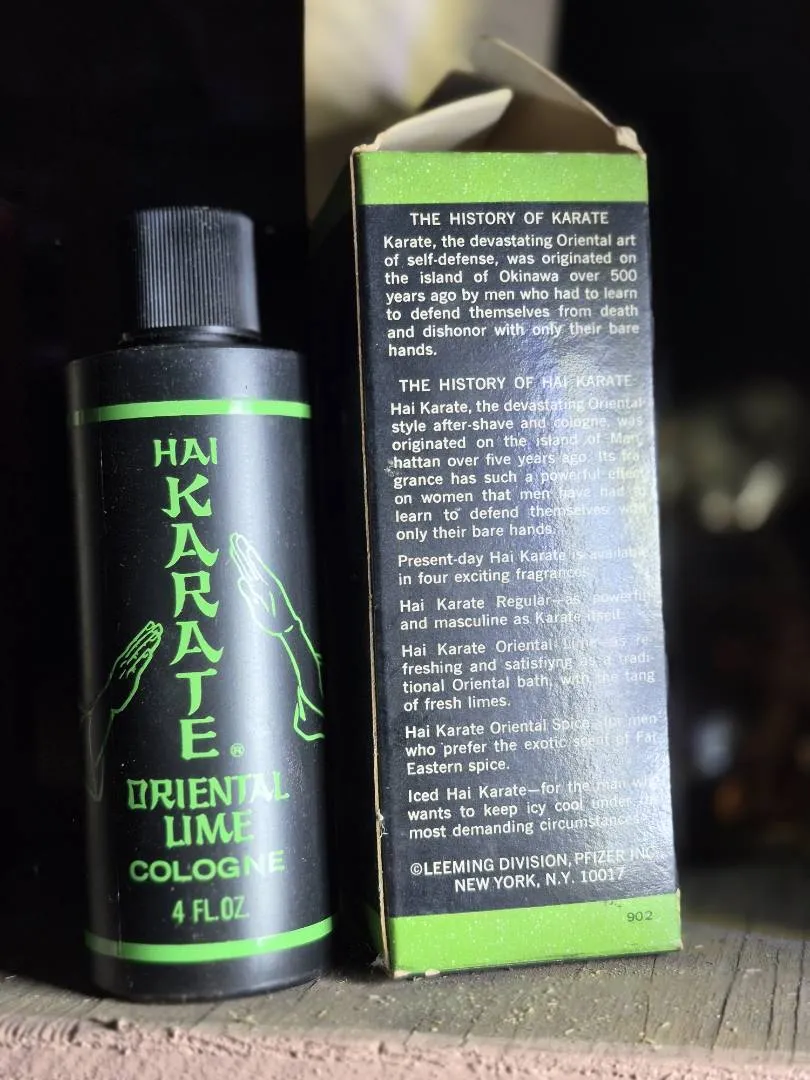 HAI
KARATE®
ORIENTAL
LIME
COLOGNE
4 FL.OZ.
THE HISTORY OF KARATE
Karate, the devastating Oriental art
of self-defense, was originated on
the island of Okinawa over 500
years ago by men who had to learn
to defend themselves from death
and dishonor with only their bare
hands.
THE HISTORY OF HAI KARATE
Hai Karate, the devastating Oriental
style after-shave and cologne, was
originated on the island of Man-
hattan over five years ago. Its fra-
grance has such a powerful effect
on women that men have had to
learn to defend themselves with
only their bare hands.
Present-day Hai Karate is available
in four exciting fragrances.
Hai Karate Regular—as powerful
and masculine as Karate itself.
Hai Karate Oriental Lime—as re-
freshing and satisfiyng as a tradi-
tional Oriental bath, with the tang
of fresh limes.
Hai Karate Oriental Spice—for men
who prefer the exotic scent of Far
Eastern spice.
Iced Hai Karate—for the man who
wants to keep icy cool under
most demanding circumstances.
©LEEMING DIVISION, PFIZER INC.
NEW YORK, N.Y. 10017
902